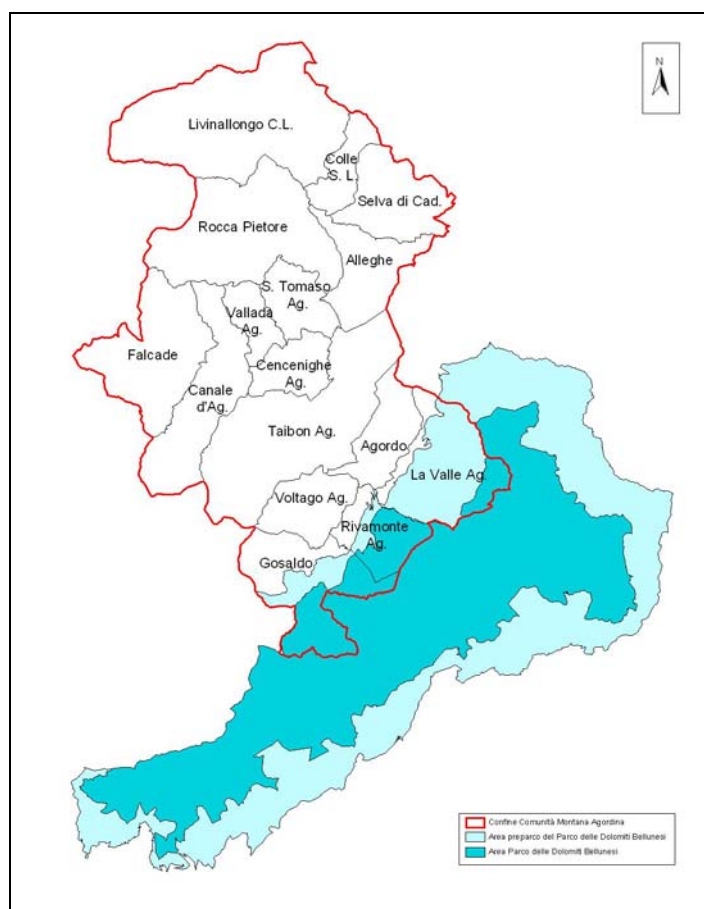 N
Livinallongo C.L.
Colle
S. L.
Selva di Cad.
Rocca Pietore
Alleghe
S. Tomaso
Ag.
Vallada
Ag.
Falcade
Cencenighe
Ag.
Canale
d'Ag.
Taibon Ag.
Agordo
La Valle Ag.
Voltago Ag.
Rivamonte
Ag.
Gosaldo
Confine Comunità Montana Agordina
Area preparco del Parco delle Dolomiti Bellunesi
Area Parco delle Dolomiti Bellunesi